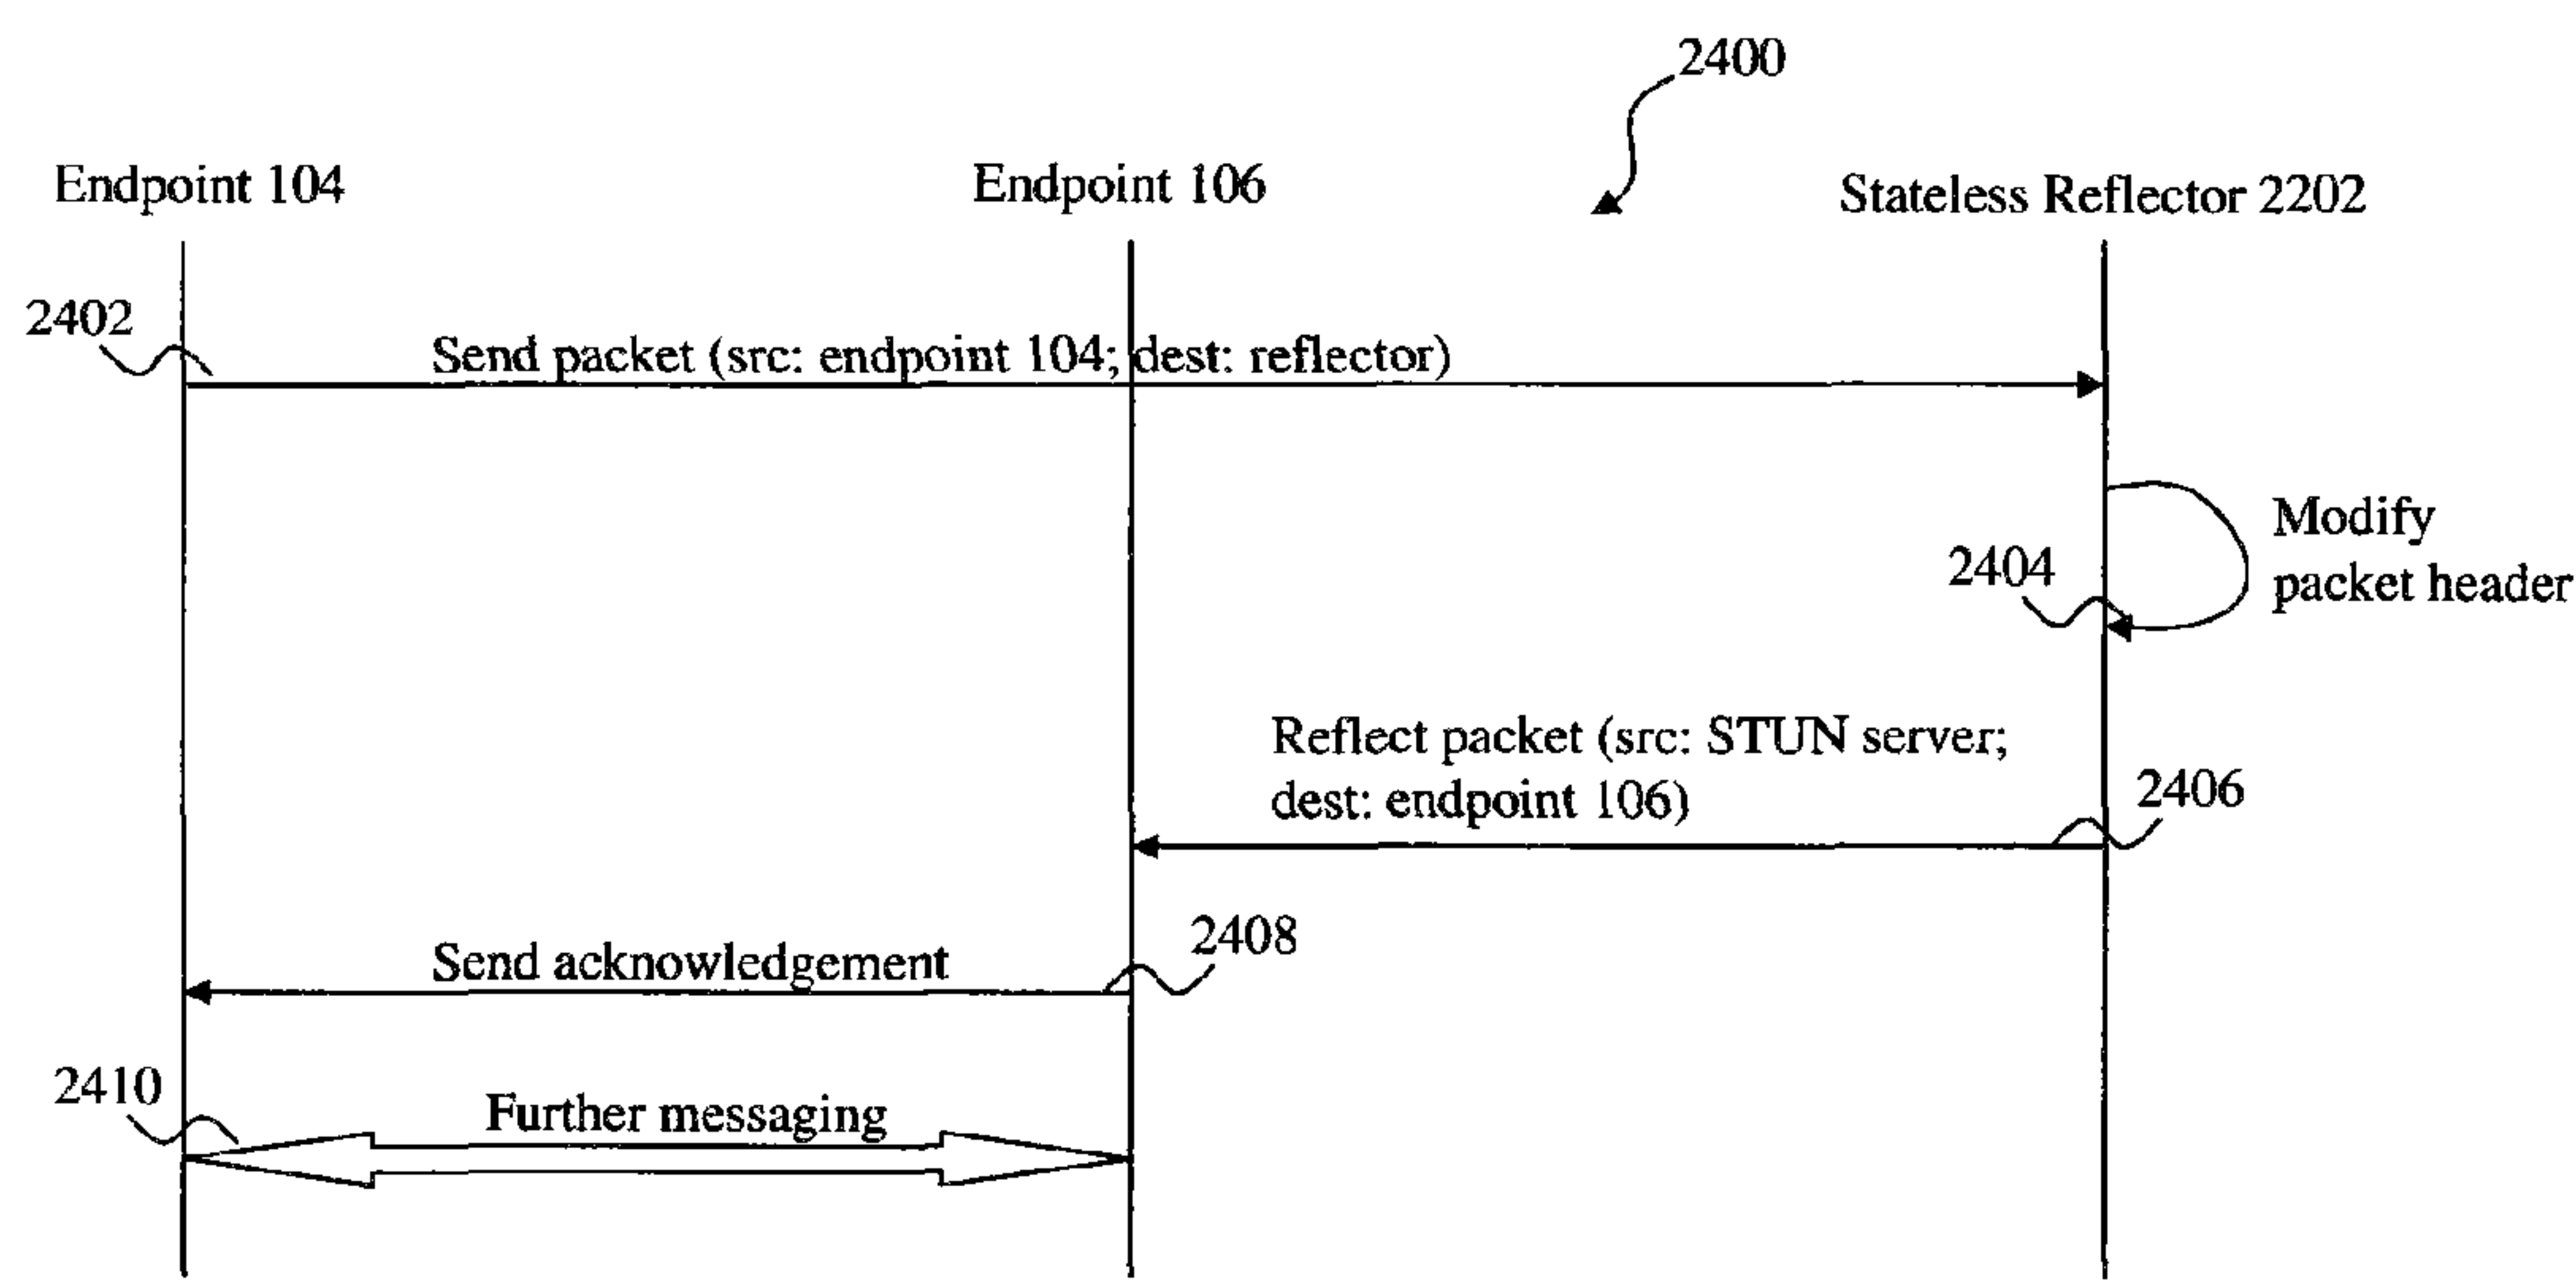 2400
Endpoint 104
Endpoint 106
Stateless Reflector 2202
2402
Send packet (src: endpoint 104; dest: reflector)
Modify
packet header
2404
Reflect packet (src: STUN server;
dest: endpoint 106)
2406
2408
Send acknowledgement
2410
Further messaging